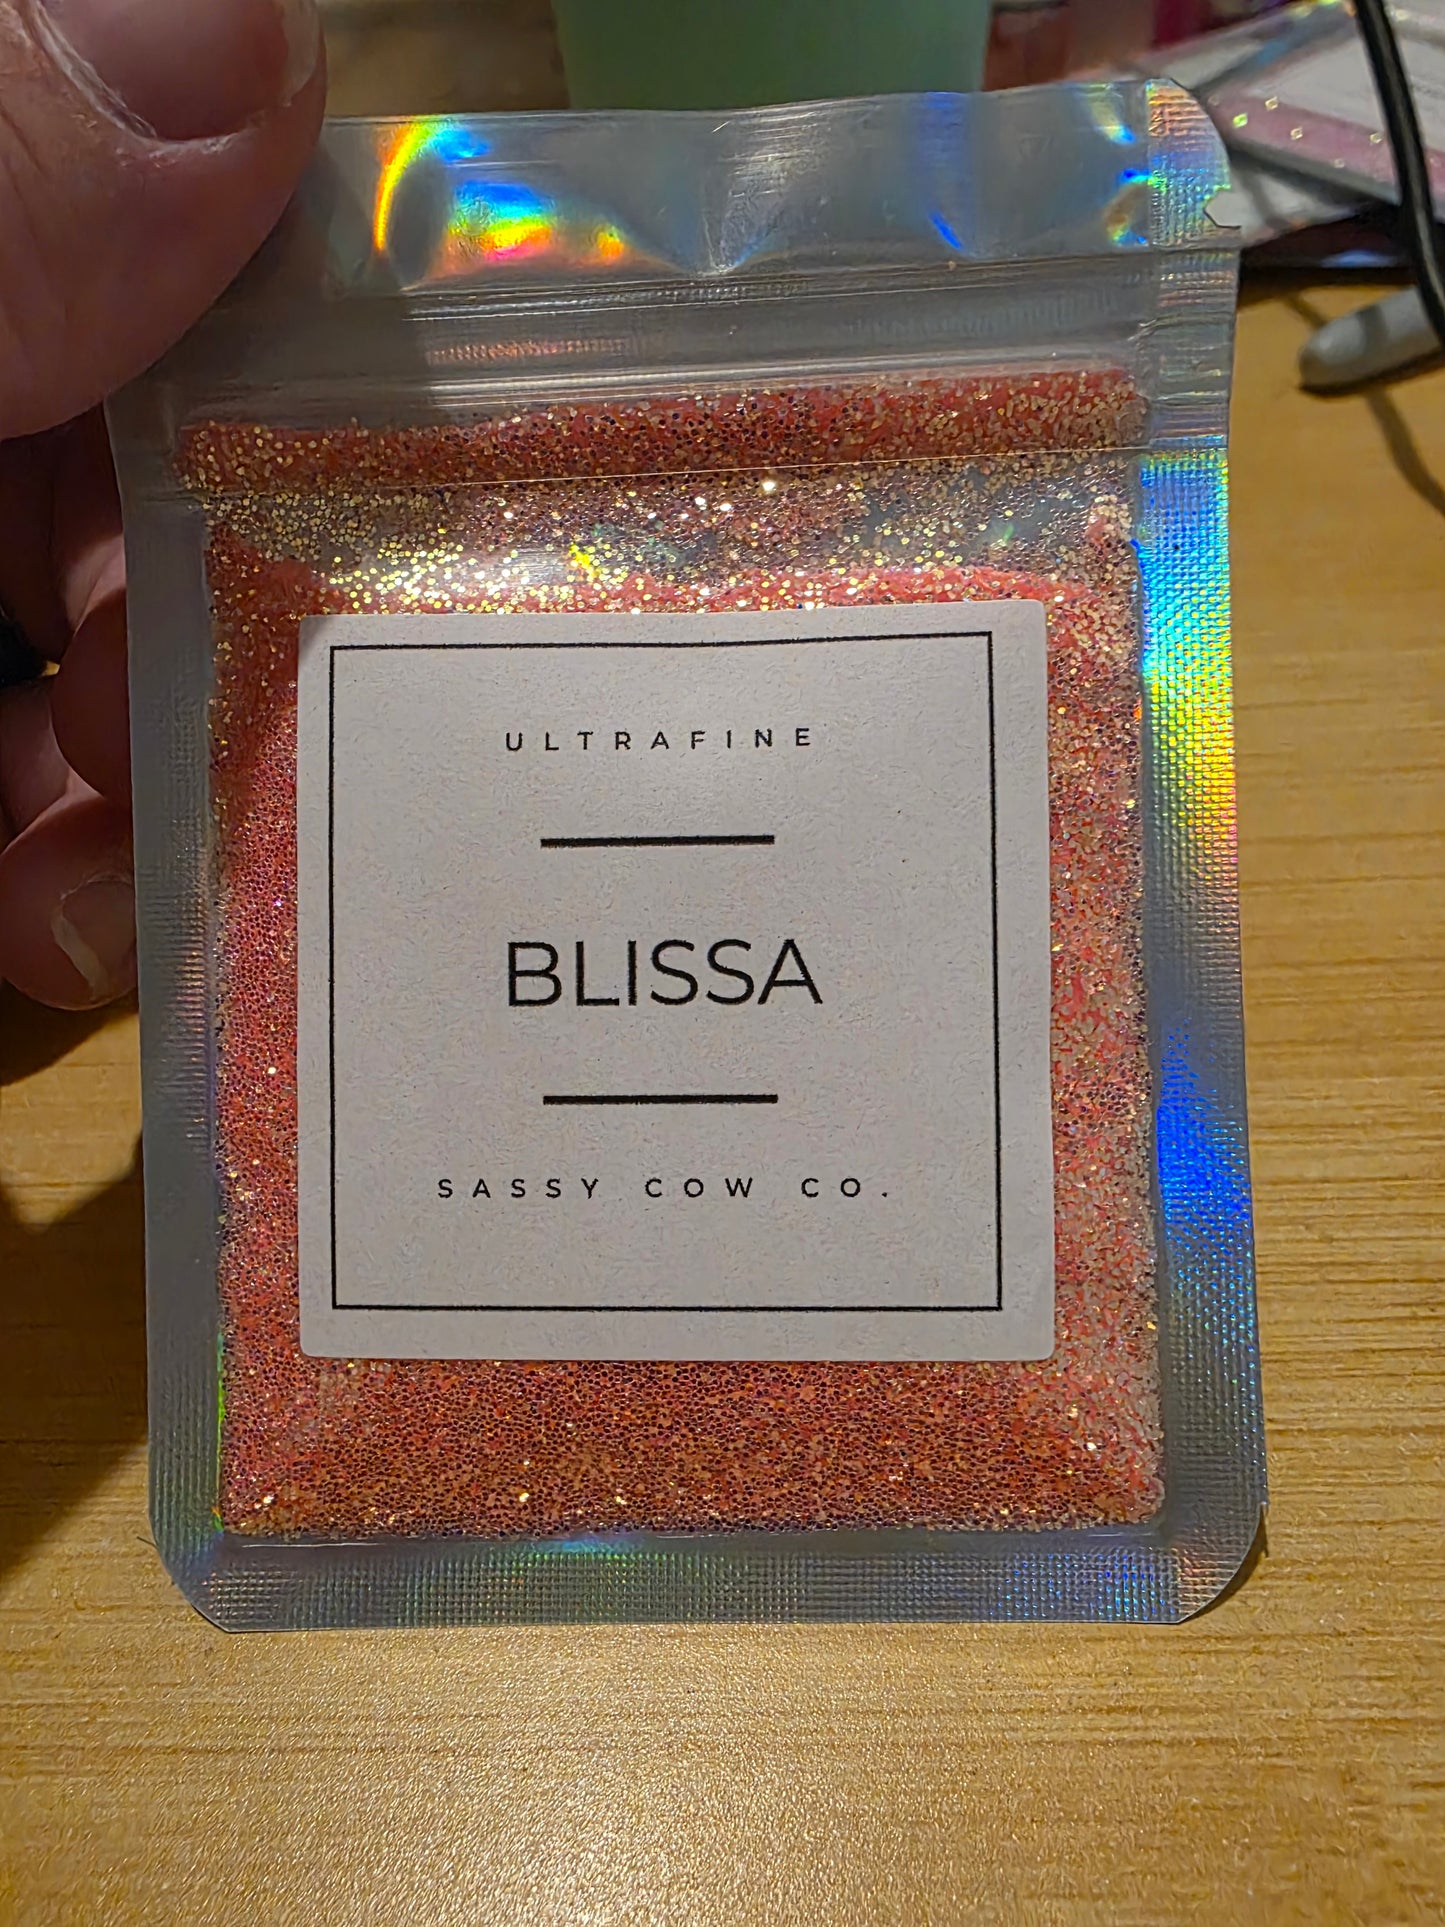 ULTRAFINE
BLISSA
SASSY COW CO.